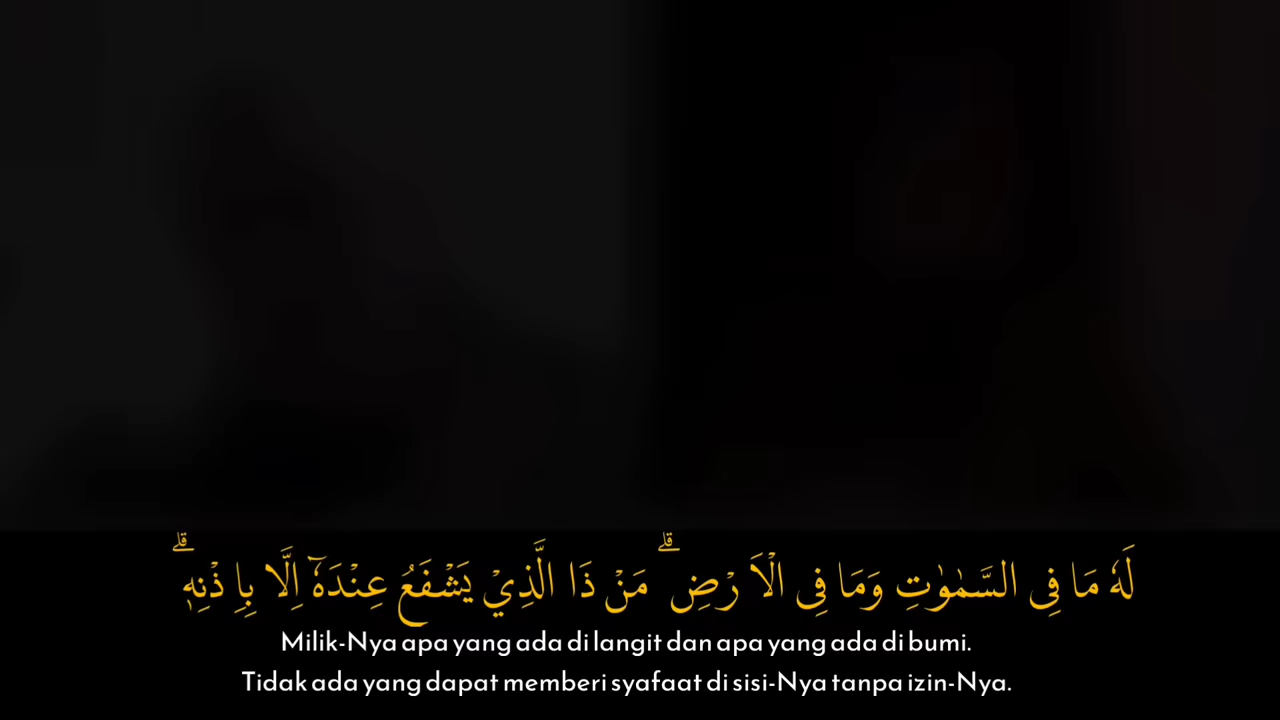 لَهٗ مَا فِى السَّمٰوٰتِ وَمَا فِى الْاَ رْضِ ۗ مَنْ ذَا الَّذِيْ يَشْفَعُ عِنْدَهٗٓ اِلَّا بِاِ ذْنِهٖ ۗ
Milik-Nya apa yang ada di langit dan apa yang ada di bumi.
Tidak ada yang dapat memberi syafaat di sisi-Nya tanpa izin-Nya.